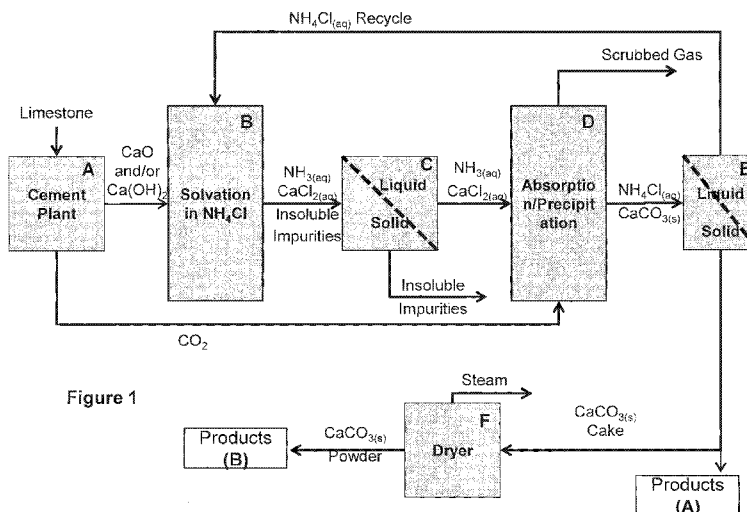 NH4Cl(aq) Recycle
Scrubbed Gas
Limestone
A
Cement
Plant
CaO
and/or
Ca(OH)2
B
Solvation
in NH4Cl
NH3(aq)
CaCl2(aq)
Insoluble
Impurities
C
Liquid
Solid
Insoluble
Impurities
NH3(aq)
CaCl2(aq)
D
Absorptio
n/Precipit
ation
NH4Cl(aq)
CaCO3(s)
E
Liquid
Solid
CO2
Figure 1
Steam
F
Dryer
CaCO3(s)
Cake
CaCO3(s)
Powder
Products
(B)
Products
(A)